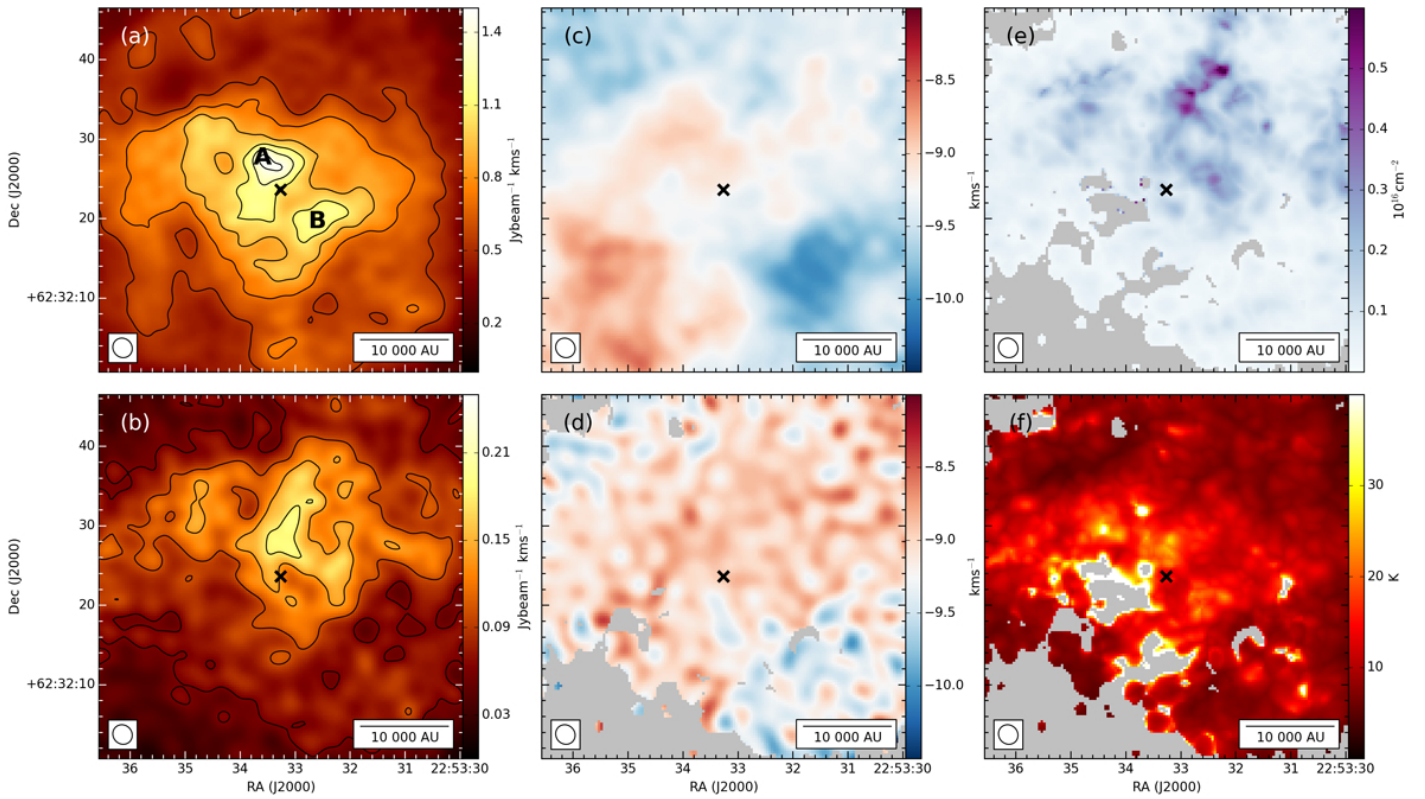 (a)
A
B
40
30
20
+62:32:10
Dec (J2000)
10 000 AU
1.4
1.1
0.8
0.5
0.2
Jybeam⁻¹ kms⁻¹
(c)
10 000 AU
−8.5
−9.0
−9.5
−10.0
kms⁻¹
(e)
10 000 AU
0.5
0.4
0.3
0.2
0.1
10¹⁶ cm⁻²
(b)
40
30
20
+62:32:10
Dec (J2000)
10 000 AU
36 35 34 33 32 31
RA (J2000)
0.21
0.15
0.09
0.03
Jybeam⁻¹ kms⁻¹
(d)
10 000 AU
36 35 34 33 32 31 22:53:30
RA (J2000)
−8.5
−9.0
−9.5
−10.0
kms⁻¹
(f)
10 000 AU
36 35 34 33 32 31 22:53:30
RA (J2000)
30
20
10
K
22:53:30